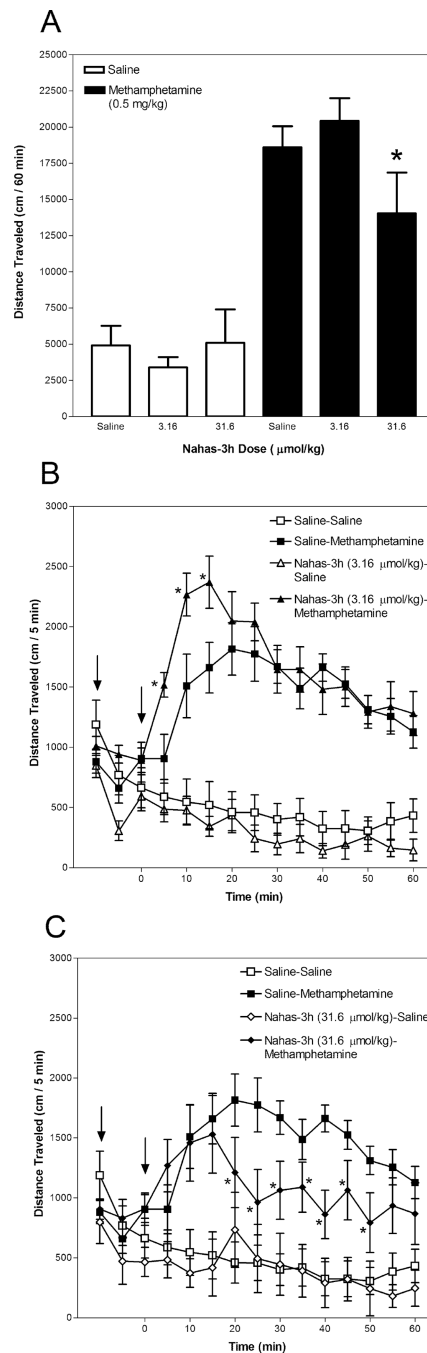 A
Saline
Methamphetamine
(0.5 mg/kg)
25000
22500
20000
17500
15000
12500
10000
7500
5000
2500
0
Distance Traveled (cm / 60 min)
*
Saline 3.16 31.6 Saline 3.16 31.6
Nahas-3h Dose ( μmol/kg)
B
3000
2500
2000
1500
1000
500
0
Distance Traveled (cm / 5 min)
Saline-Saline
Saline-Methamphetamine
Nahas-3h (3.16 μmol/kg)-
Saline
Nahas-3h (3.16 μmol/kg)-
Methamphetamine
* * *
0 10 20 30 40 50 60
Time (min)
C
3000
2500
2000
1500
1000
500
0
Distance Traveled (cm / 5 min)
Saline-Saline
Saline-Methamphetamine
Nahas-3h (31.6 μmol/kg)-Saline
Nahas-3h (31.6 μmol/kg)-
Methamphetamine
* * * * * * *
0 10 20 30 40 50 60
Time (min)